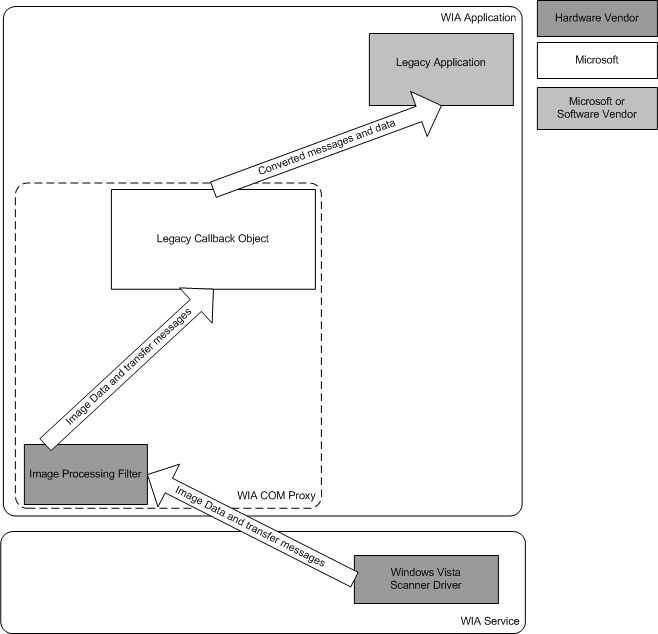 WIA Application
Hardware Vendor
Microsoft
Microsoft or
Software Vendor
Legacy Application
Converted messages and data
Legacy Callback Object
Image Data and transfer messages
Image Processing Filter
WIA COM Proxy
Image Data and transfer messages
Windows Vista
Scanner Driver
WIA Service